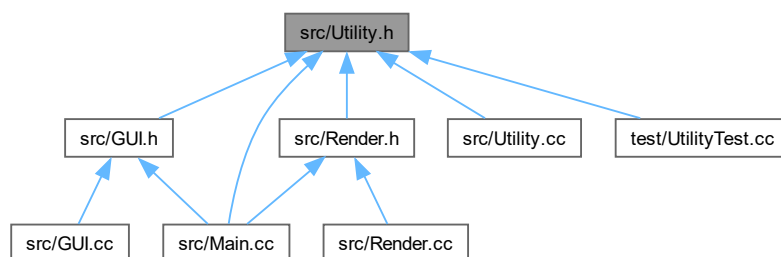 src/Utility.h
src/GUI.h
src/Render.h
src/Utility.cc
test/UtilityTest.cc
src/GUI.cc
src/Main.cc
src/Render.cc